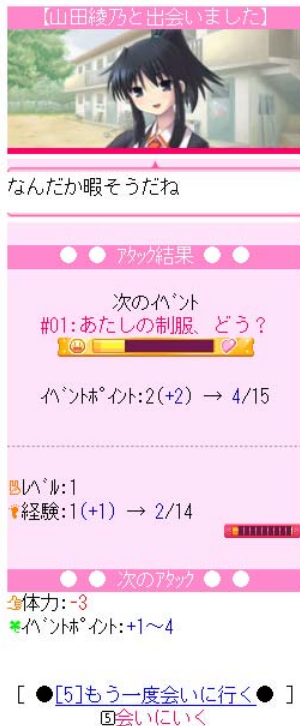 【山田綾乃と出会いました】
なんだか暇そうだね
● ● ｱﾀｯｸ結果 ● ●
次のｲﾍﾞﾝﾄ
#01:あたしの制服、どう？
ｲﾍﾞﾝﾄﾎﾟｲﾝﾄ:2(+2) → 4/15
ﾚﾍﾞﾙ:1
経験:1(+1) → 2/14
● ● 次のｱﾀｯｸ ● ●
体力:-3
ｲﾍﾞﾝﾄﾎﾟｲﾝﾄ:+1～4
[ ●[5]もう一度会いに行く● ]
5会いにいく